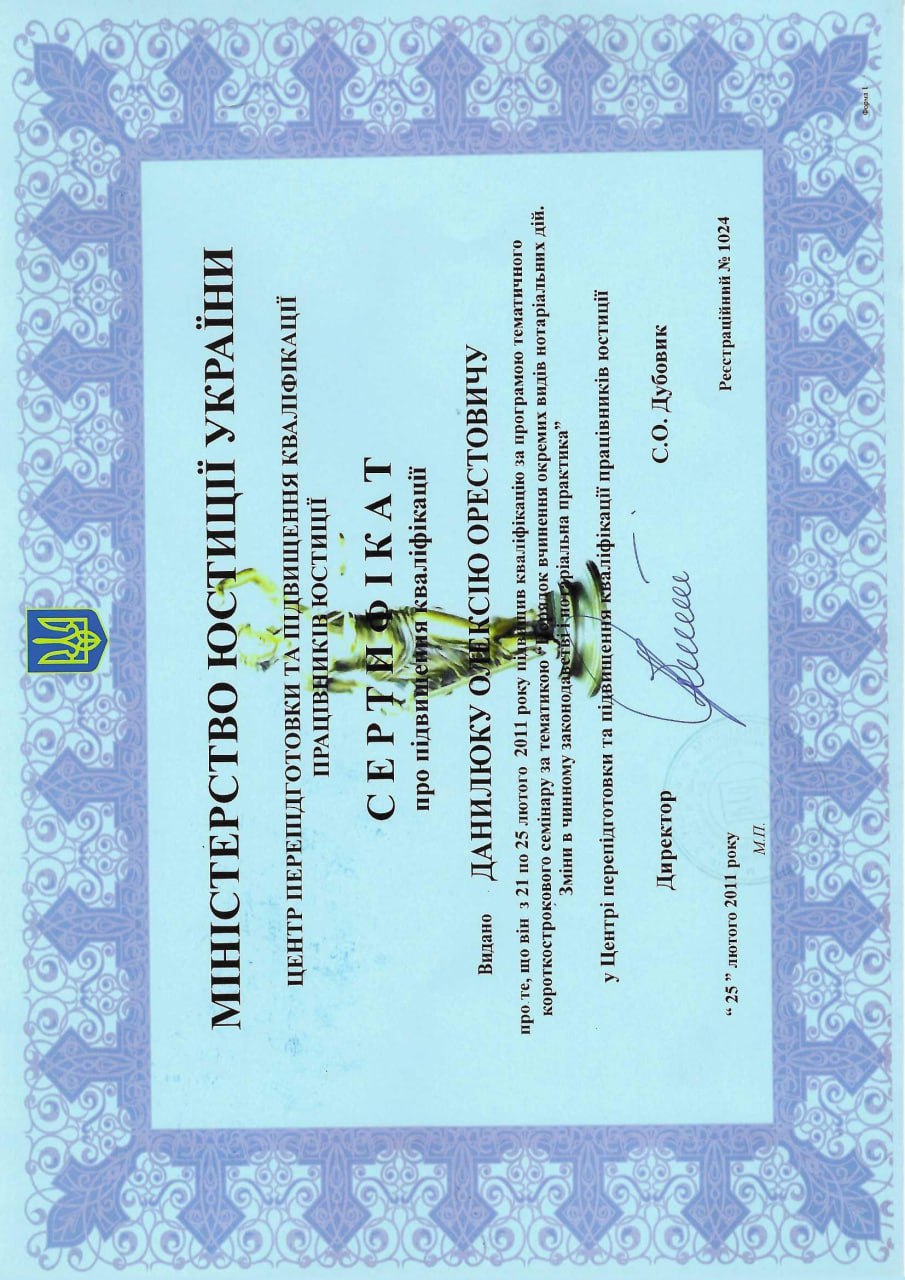 МІНІСТЕРСТВО ЮСТИЦІЇ УКРАЇНИ
ЦЕНТР ПЕРЕПІДГОТОВКИ ТА ПІДВИЩЕННЯ КВАЛІФІКАЦІЇ
ПРАЦІВНИКІВ ЮСТИЦІЇ
С Е Р Т И Ф І К А Т
про підвищення кваліфікації
Видано ДАНИЛЮКУ ОЛЕКСІЮ ОРЕСТОВИЧУ
про те, що він з 21 по 25 лютого 2011 року підвищив кваліфікацію за програмою тематичного
короткострокового семінару за тематикою "Порядок вчинення окремих видів нотаріальних дій.
Зміни в чинному законодавстві і нотаріальна практика”
у Центрі перепідготовки та підвищення кваліфікації працівників юстиції
Директор С.О. Дубовик
“ 25 ” лютого 2011 року Реєстраційний № 1024
М.П.
Форма 1